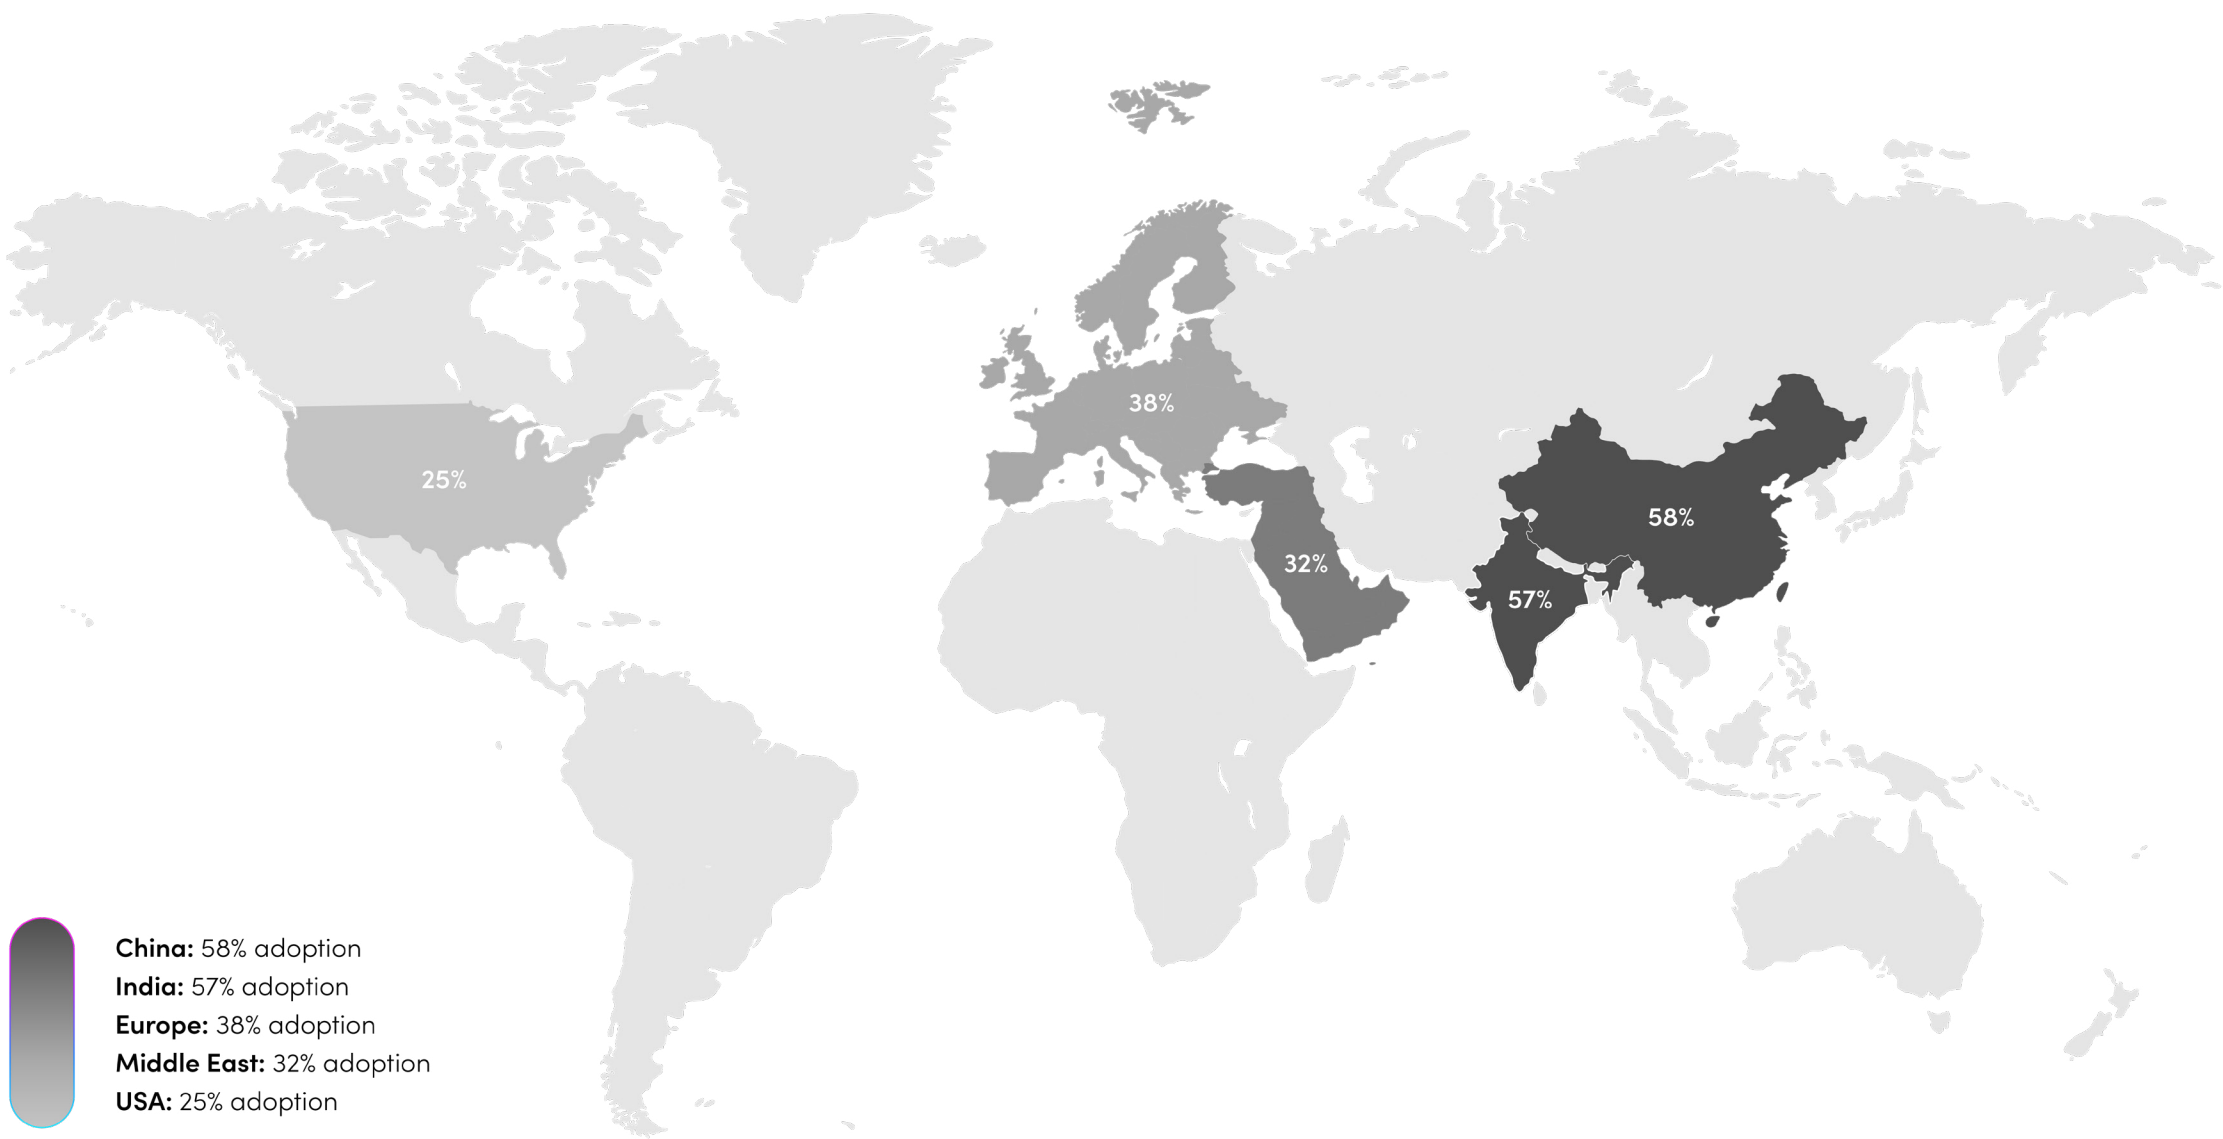 38%
25%
58%
32%
57%
China: 58% adoption
India: 57% adoption
Europe: 38% adoption
Middle East: 32% adoption
USA: 25% adoption